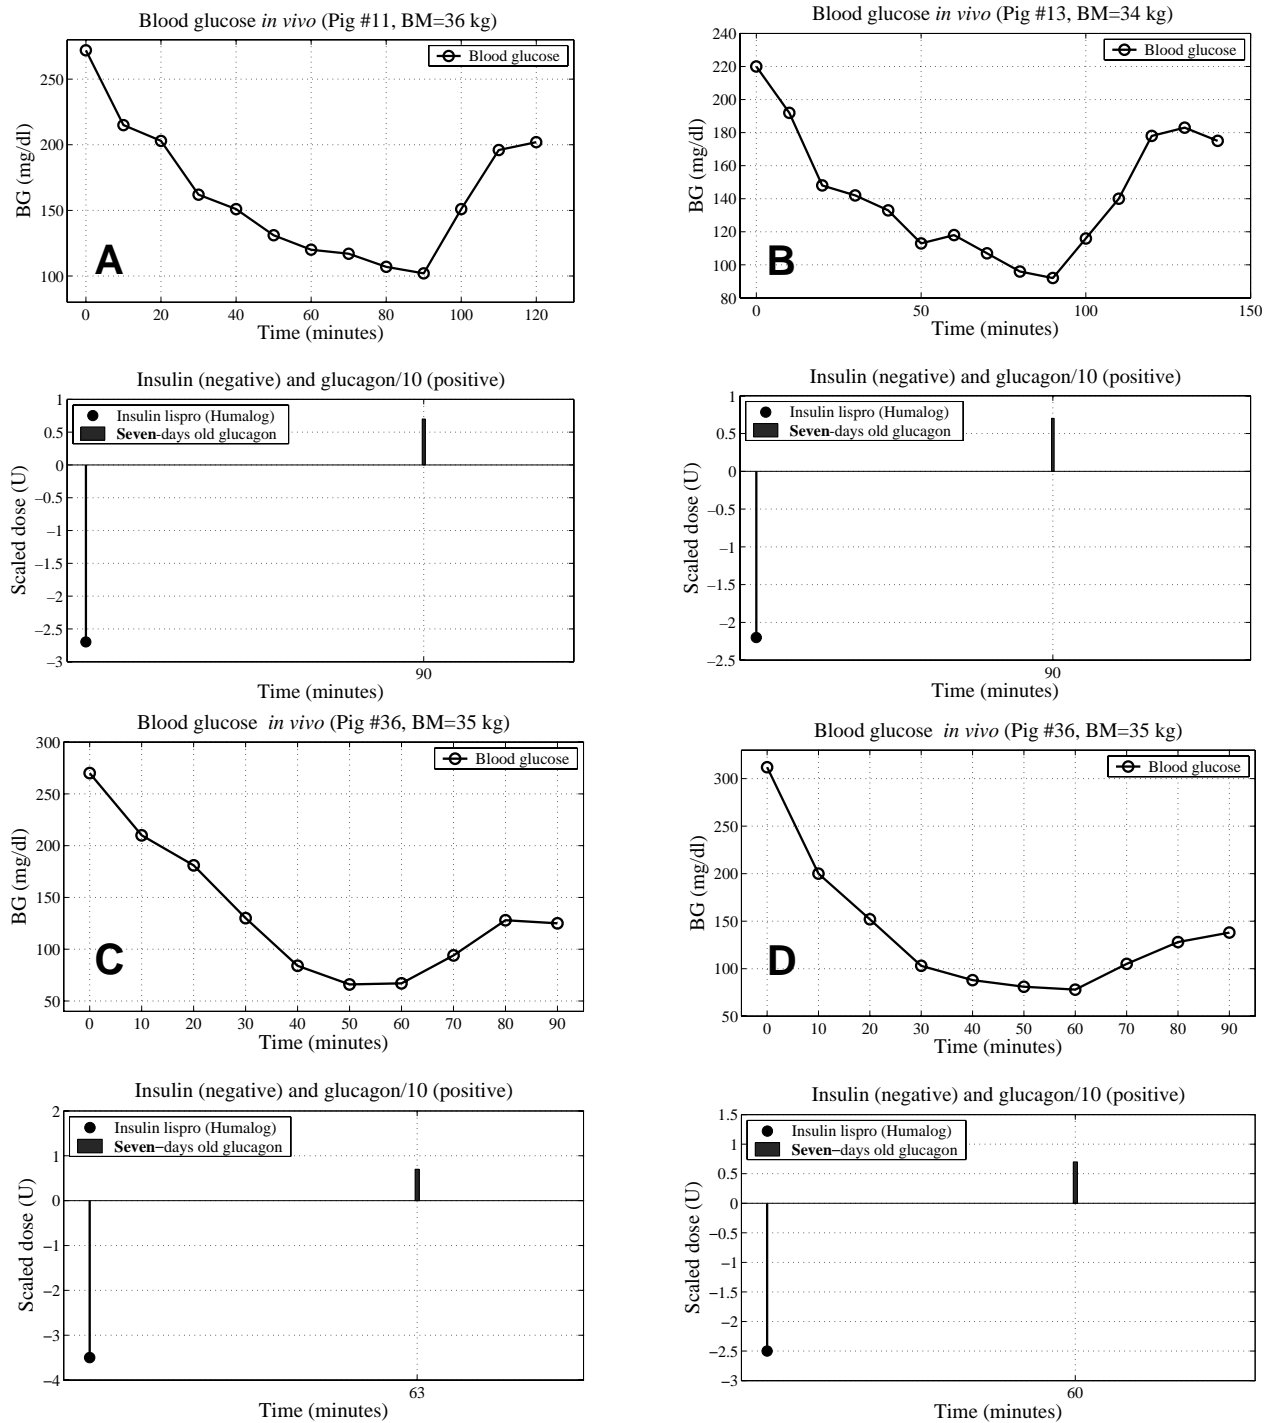 Blood glucose in vivo (Pig #11, BM=36 kg)
Blood glucose
250
200
150
100
BG (mg/dl)
A
0 20 40 60 80 100 120
Time (minutes)
Blood glucose in vivo (Pig #13, BM=34 kg)
Blood glucose
240
220
200
180
160
140
120
100
80
BG (mg/dl)
B
0 50 100 150
Time (minutes)
Insulin (negative) and glucagon/10 (positive)
Insulin lispro (Humalog)
Seven-days old glucagon
1
0.5
0
−0.5
−1
−1.5
−2
−2.5
−3
Scaled dose (U)
90
Time (minutes)
Insulin (negative) and glucagon/10 (positive)
Insulin lispro (Humalog)
Seven-days old glucagon
1
0.5
0
−0.5
−1
−1.5
−2
−2.5
Scaled dose (U)
90
Time (minutes)
Blood glucose in vivo (Pig #36, BM=35 kg)
Blood glucose
300
250
200
150
100
50
BG (mg/dl)
C
0 10 20 30 40 50 60 70 80 90
Time (minutes)
Blood glucose in vivo (Pig #36, BM=35 kg)
Blood glucose
300
250
200
150
100
50
BG (mg/dl)
D
0 10 20 30 40 50 60 70 80 90
Time (minutes)
Insulin (negative) and glucagon/10 (positive)
Insulin lispro (Humalog)
Seven−days old glucagon
2
1
0
−1
−2
−3
−4
Scaled dose (U)
63
Time (minutes)
Insulin (negative) and glucagon/10 (positive)
Insulin lispro (Humalog)
Seven−days old glucagon
1.5
1
0.5
0
−0.5
−1
−1.5
−2
−2.5
−3
Scaled dose (U)
60
Time (minutes)